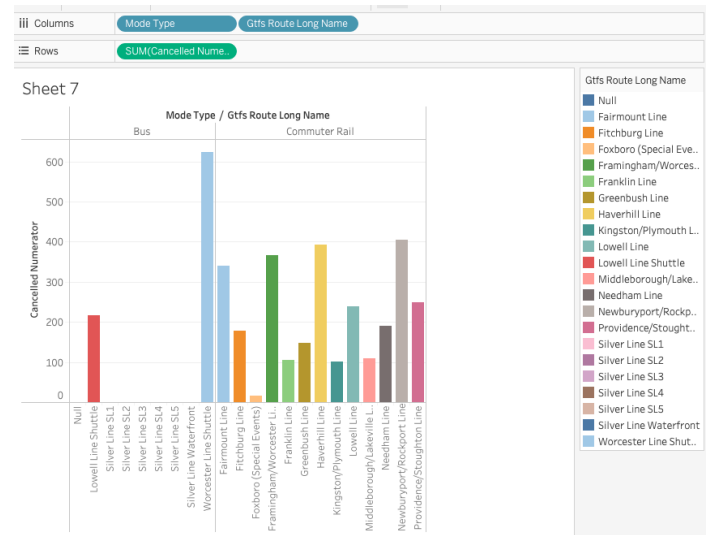 Columns
Mode Type
Gtfs Route Long Name
Rows
SUM(Cancelled Nume..
Sheet 7
Mode Type / Gtfs Route Long Name
Bus
Commuter Rail
Cancelled Numerator
600
500
400
300
200
100
0
Null
Lowell Line Shuttle
Silver Line SL1
Silver Line SL2
Silver Line SL3
Silver Line SL4
Silver Line SL5
Silver Line Waterfront
Worcester Line Shuttle
Fairmount Line
Fitchburg Line
Foxboro (Special Events)
Framingham/Worcester Li..
Franklin Line
Greenbush Line
Haverhill Line
Kingston/Plymouth Line
Lowell Line
Middleborough/Lakeville L..
Needham Line
Newburyport/Rockport Line
Providence/Stoughton Line
Gtfs Route Long Name
Null
Fairmount Line
Fitchburg Line
Foxboro (Special Eve..
Framingham/Worces..
Franklin Line
Greenbush Line
Haverhill Line
Kingston/Plymouth L..
Lowell Line
Lowell Line Shuttle
Middleborough/Lake..
Needham Line
Newburyport/Rockp..
Providence/Stought..
Silver Line SL1
Silver Line SL2
Silver Line SL3
Silver Line SL4
Silver Line SL5
Silver Line Waterfront
Worcester Line Shut..